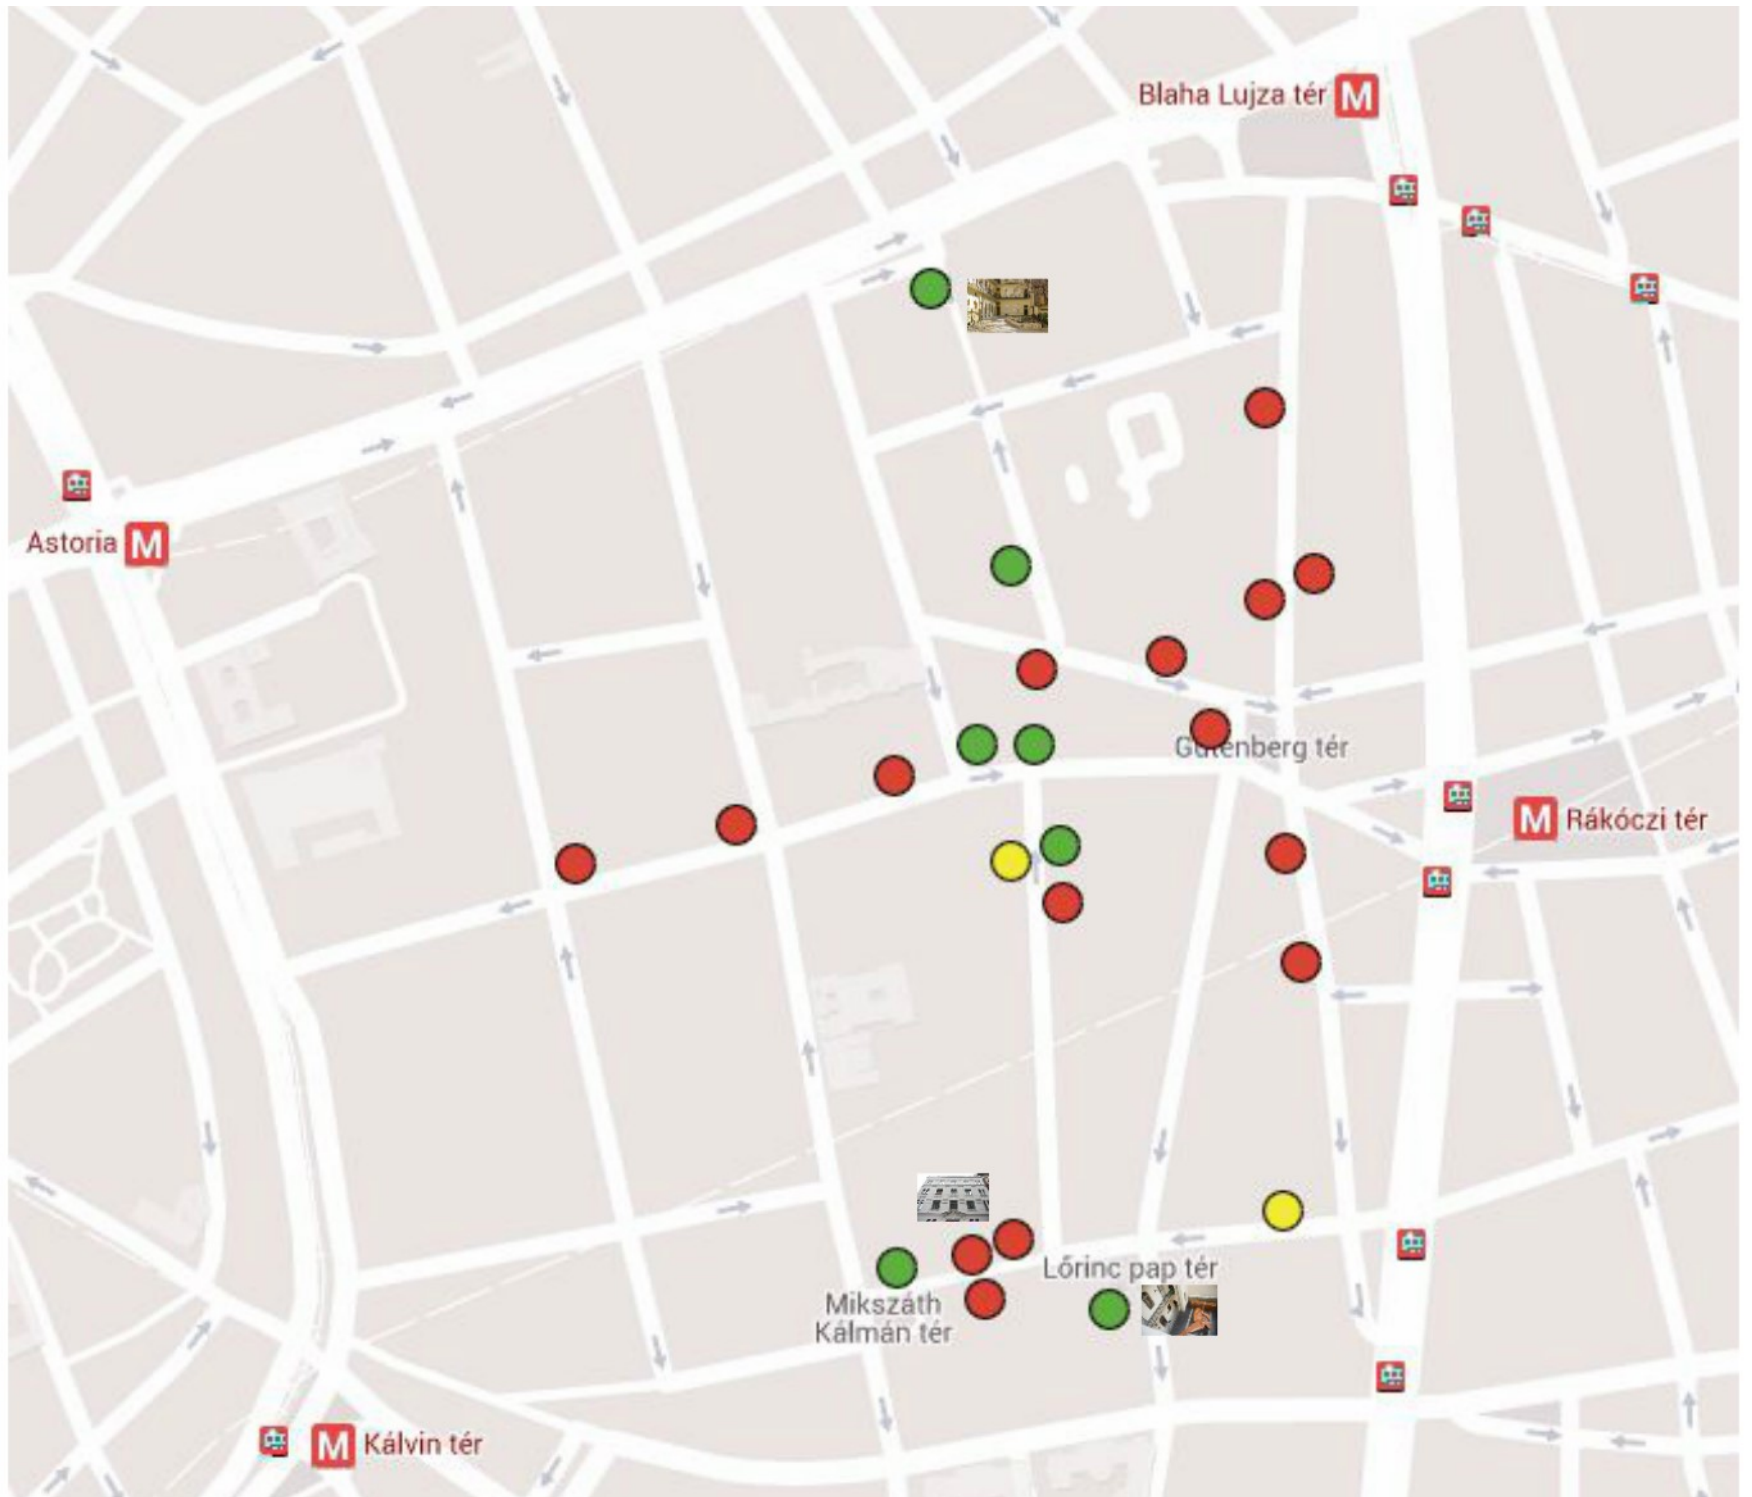 Blaha Lujza tér M
Astoria M
Gutenberg tér
M Rákóczi tér
Lőrinc pap tér
Mikszáth
Kálmán tér
M Kálvin tér